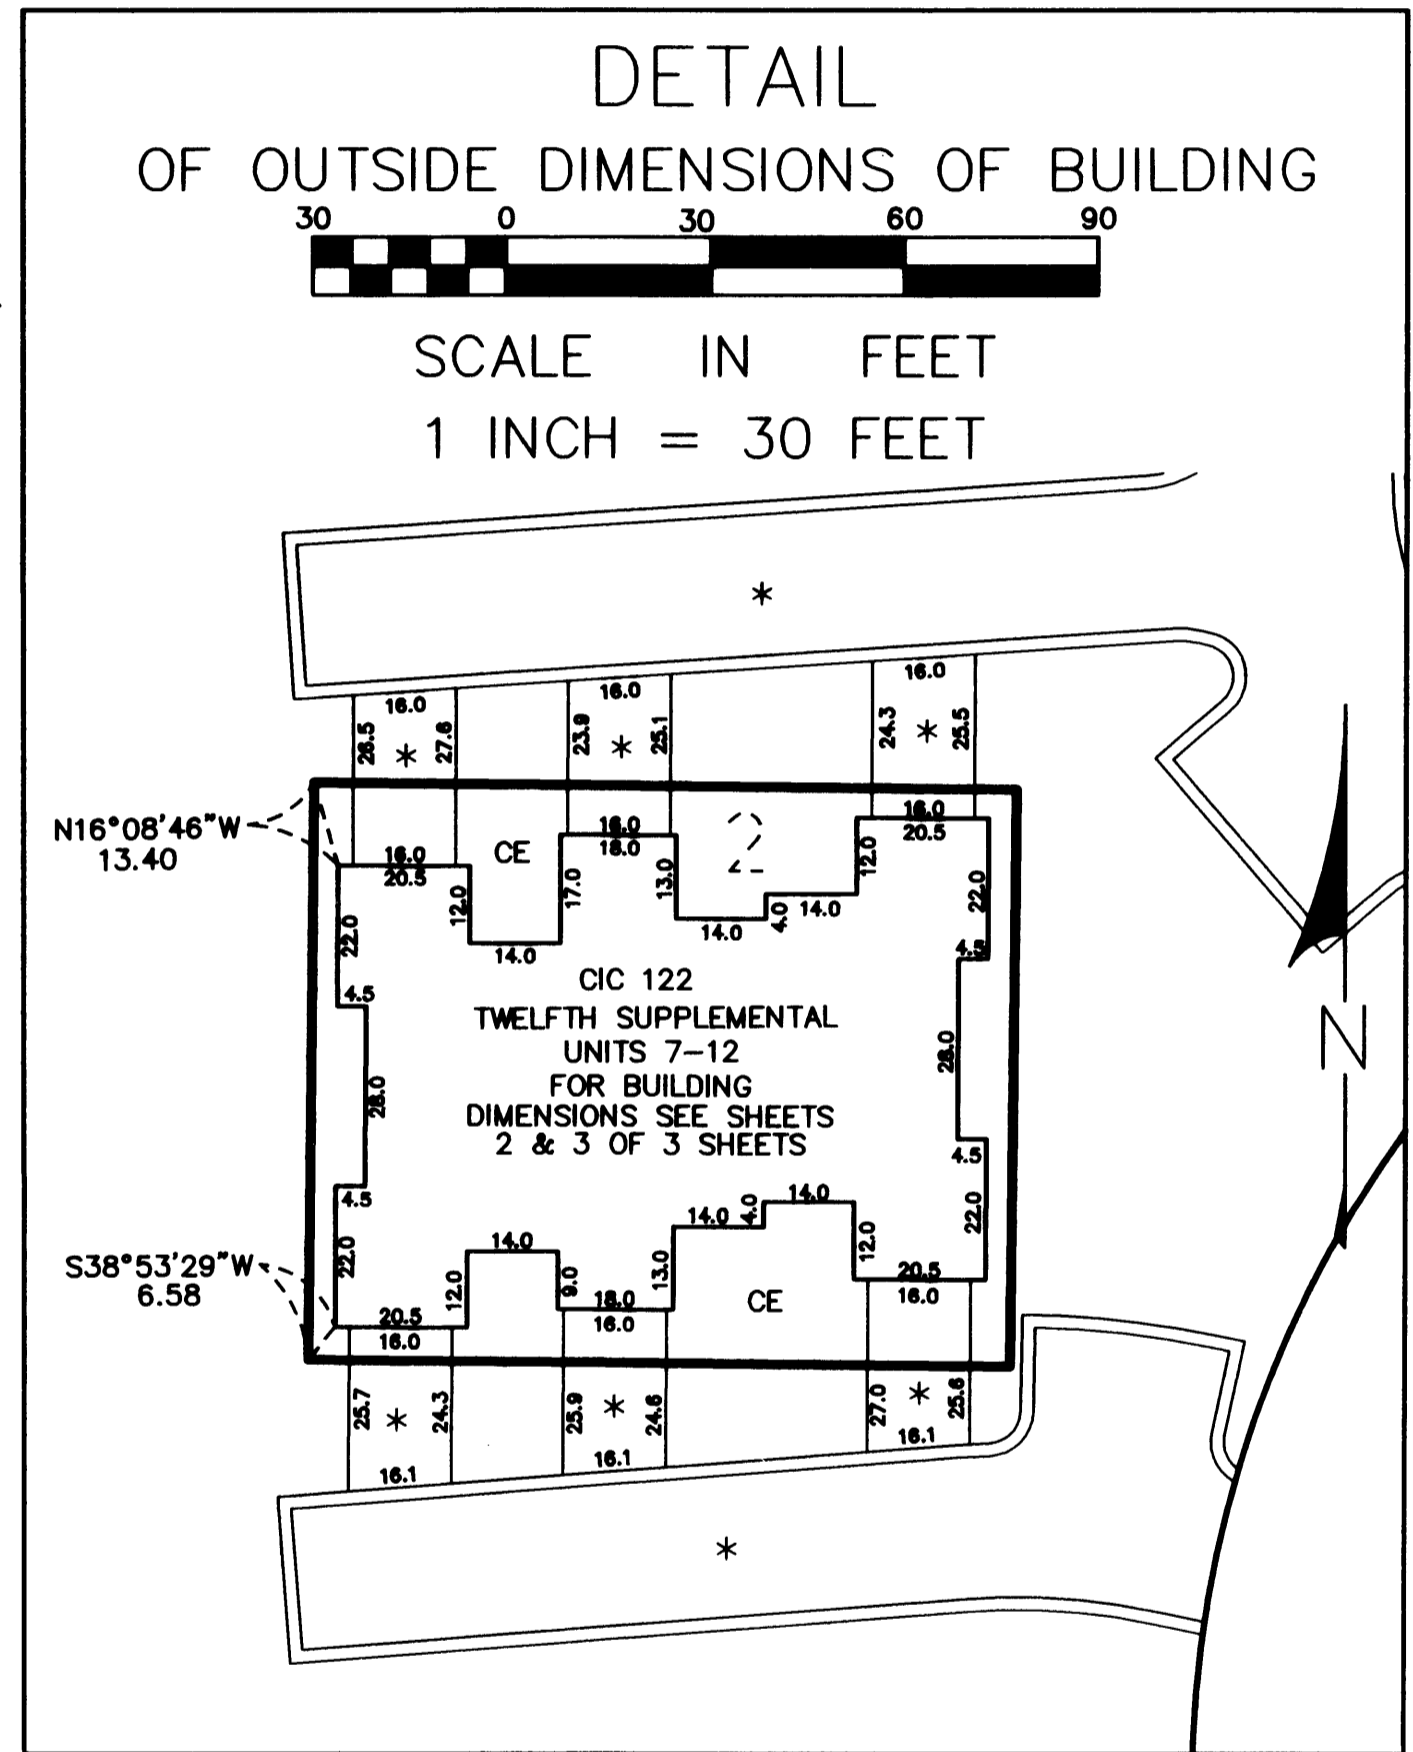 DETAIL
OF OUTSIDE DIMENSIONS OF BUILDING
30 0 30 60 90
SCALE IN FEET
1 INCH = 30 FEET
*
16.0
16.0
16.0
26.5 * 27.6
23.9 * 25.1
24.3 * 25.5
N16°08'46"W
13.40
16.0
20.5
CE
16.0
18.0
2
16.0
20.5
12.0
17.0
13.0
12.0
22.0
22.0
14.0
14.0
4.0
14.0
4.5
4.5
CIC 122
TWELFTH SUPPLEMENTAL
UNITS 7-12
FOR BUILDING
DIMENSIONS SEE SHEETS
2 & 3 OF 3 SHEETS
28.0
28.0
N
4.5
4.5
22.0
14.0
14.0
4.0
14.0
22.0
S38°53'29"W
6.58
12.0
9.0
13.0
12.0
CE
20.5
16.0
18.0
16.0
20.5
16.0
25.7 * 24.3
25.9 * 24.6
27.0 * 25.6
16.1
16.1
16.1
*